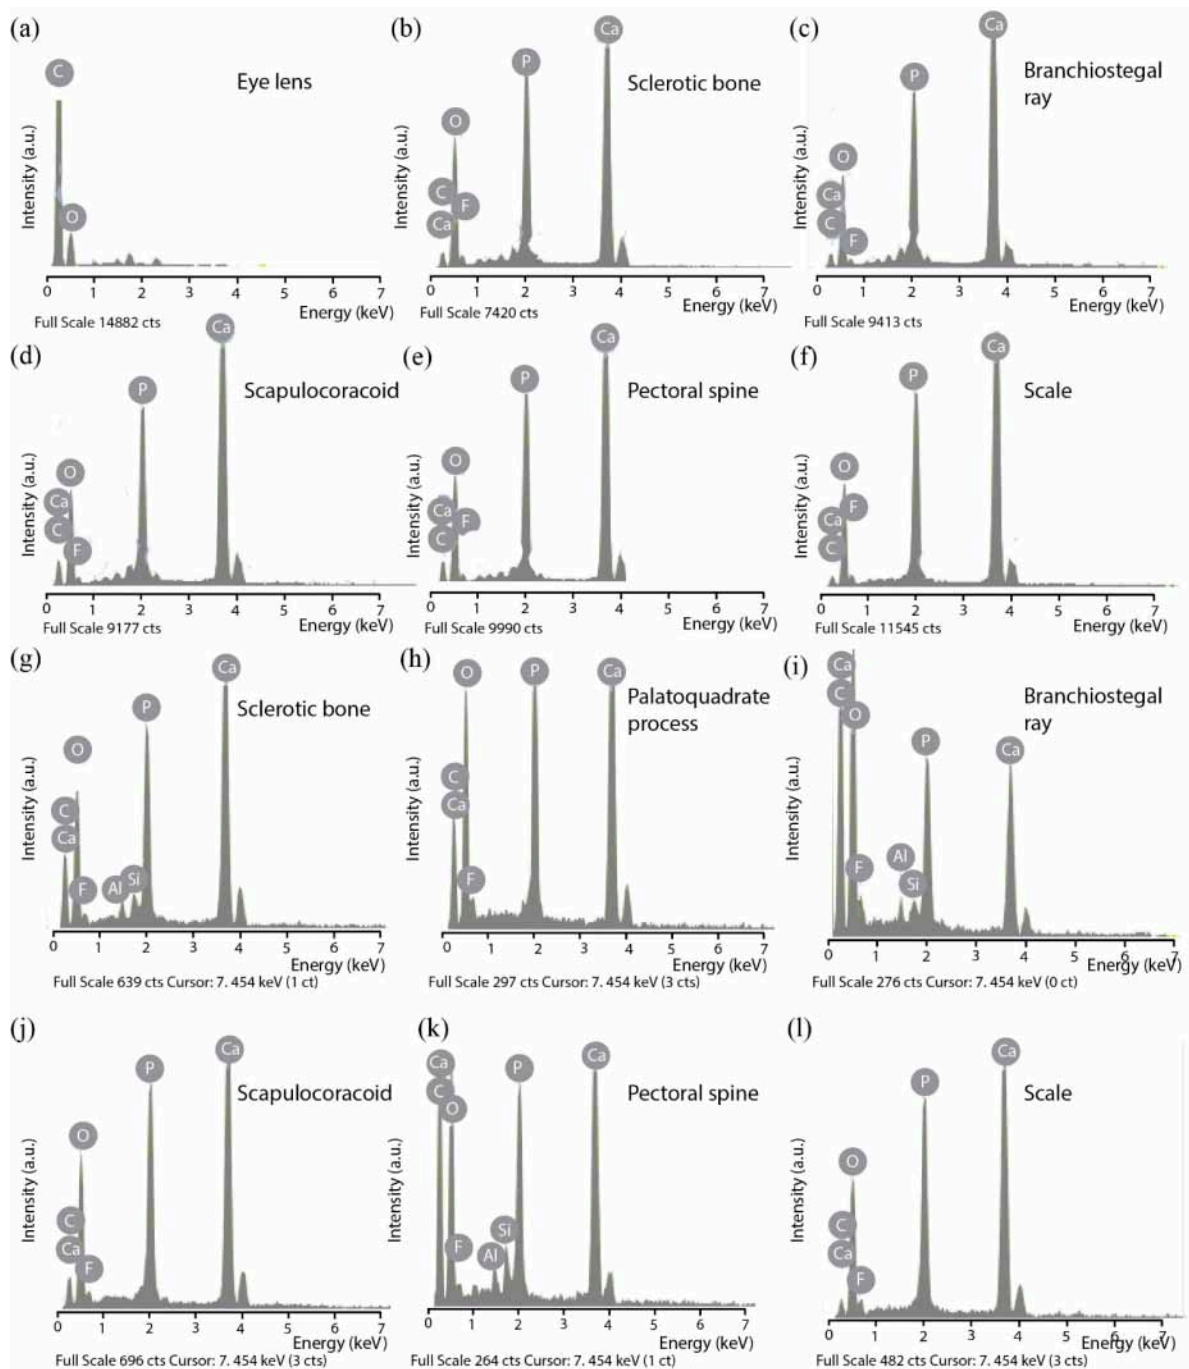 (a)
C
O
Eye lens
Intensity (a.u.)
0 1 2 3 4 5 6 7
Energy (keV)
Full Scale 14882 cts
(b)
Ca
P
O
C
F
Ca
Sclerotic bone
Intensity (a.u.)
0 1 2 3 4 5 6 7
Energy (keV)
Full Scale 7420 cts
(c)
Ca
P
O
Ca
C
F
Branchiostegal
ray
Intensity (a.u.)
0 1 2 3 4 5 6 7
Energy (keV)
Full Scale 9413 cts
(d)
Ca
P
O
Ca
C
F
Scapulocoracoid
Intensity (a.u.)
0 1 2 3 4 5 6 7
Energy (keV)
Full Scale 9177 cts
(e)
Ca
P
O
Ca
F
C
Pectoral spine
Intensity (a.u.)
0 1 2 3 4 5 6 7
Energy (keV)
Full Scale 9990 cts
(f)
Ca
P
O
F
Ca
C
Scale
Intensity (a.u.)
0 1 2 3 4 5 6 7
Energy (keV)
Full Scale 11545 cts
(g)
Ca
P
O
C
Ca
F
Al
Si
Sclerotic bone
Intensity (a.u.)
0 1 2 3 4 5 6 7
Energy (keV)
Full Scale 639 cts Cursor: 7. 454 keV (1 ct)
(h)
O
P
Ca
C
Ca
F
Palatoquadrate
process
Intensity (a.u.)
0 1 2 3 4 5 6 7
Energy (keV)
Full Scale 297 cts Cursor: 7. 454 keV (3 cts)
(i)
Ca
C
O
P
Ca
Al
F
Si
Branchiostegal
ray
Intensity (a.u.)
0 1 2 3 4 5 6 7
Energy (keV)
Full Scale 276 cts Cursor: 7. 454 keV (0 ct)
(j)
Ca
P
O
C
Ca
F
Scapulocoracoid
Intensity (a.u.)
0 1 2 3 4 5 6 7
Energy (keV)
Full Scale 696 cts Cursor: 7. 454 keV (3 cts)
(k)
Ca
Ca
P
C
O
Si
F
Al
Pectoral spine
Intensity (a.u.)
0 1 2 3 4 5 6 7
Energy (keV)
Full Scale 264 cts Cursor: 7. 454 keV (1 ct)
(l)
Ca
P
O
C
Ca
F
Scale
Intensity (a.u.)
0 1 2 3 4 5 6 7
Energy (keV)
Full Scale 482 cts Cursor: 7. 454 keV (3 cts)